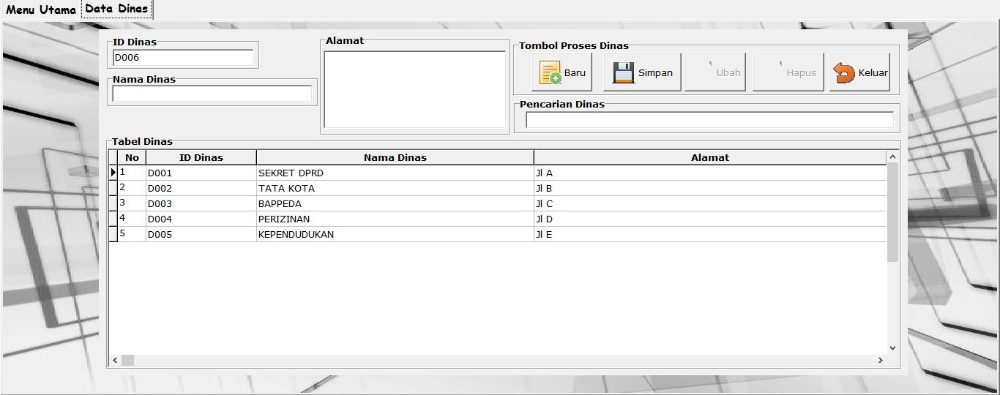 Menu Utama
Data Dinas
ID Dinas
D006
Nama Dinas
Alamat
Tombol Proses Dinas
Baru
Simpan
Ubah
Hapus
Keluar
Pencarian Dinas
Tabel Dinas
No ID Dinas Nama Dinas Alamat
1 D001 SEKRET DPRD Jl A
2 D002 TATA KOTA Jl B
3 D003 BAPPEDA Jl C
4 D004 PERIZINAN Jl D
5 D005 KEPENDUDUKAN Jl E